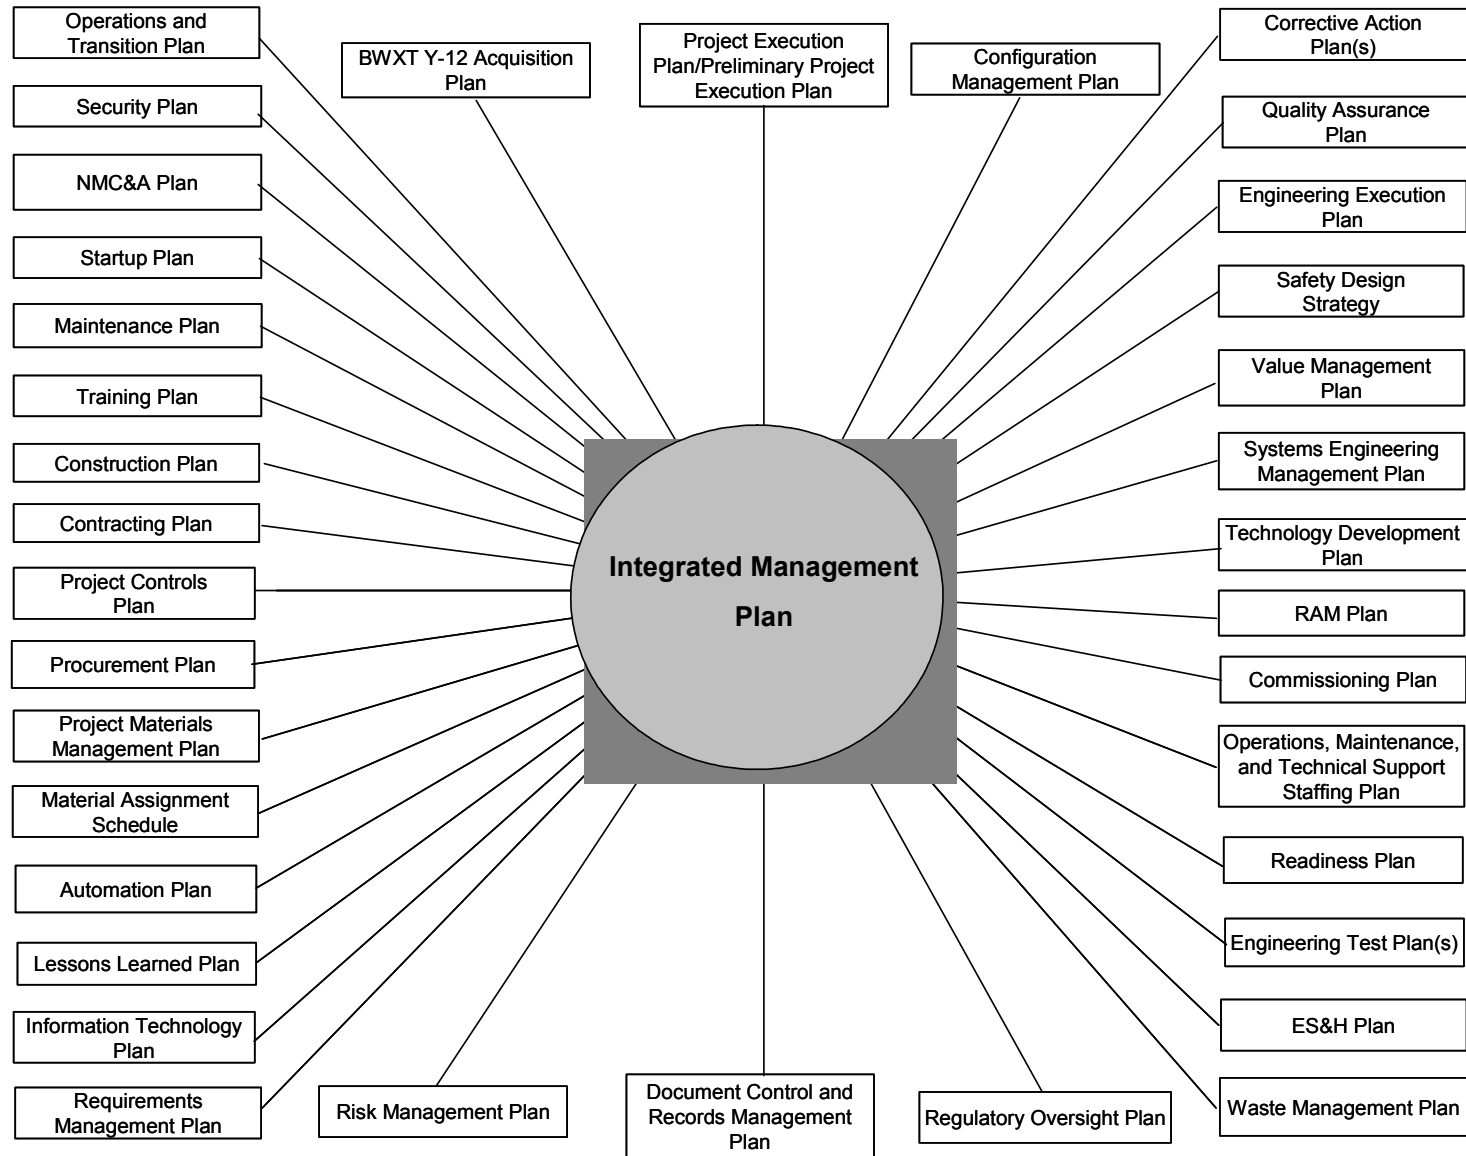 Operations and
Transition Plan
BWXT Y-12 Acquisition
Plan
Project Execution
Plan/Preliminary Project
Execution Plan
Configuration
Management Plan
Corrective Action
Plan(s)
Security Plan
Quality Assurance
Plan
NMC&A Plan
Engineering Execution
Plan
Startup Plan
Safety Design
Strategy
Maintenance Plan
Value Management
Plan
Training Plan
Construction Plan
Systems Engineering
Management Plan
Contracting Plan
Technology Development
Plan
Project Controls
Plan
Integrated Management
Plan
RAM Plan
Procurement Plan
Commissioning Plan
Project Materials
Management Plan
Operations, Maintenance,
and Technical Support
Staffing Plan
Material Assignment
Schedule
Readiness Plan
Automation Plan
Lessons Learned Plan
Engineering Test Plan(s)
Information Technology
Plan
ES&H Plan
Requirements
Management Plan
Risk Management Plan
Document Control and
Records Management
Plan
Regulatory Oversight Plan
Waste Management Plan